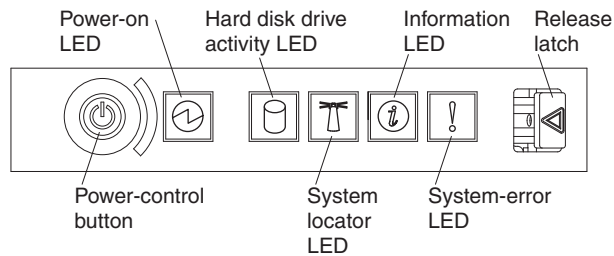 Power-on
LED
Hard disk drive
activity LED
Information
LED
Release
latch
i
!
Power-control
button
System
locator
LED
System-error
LED